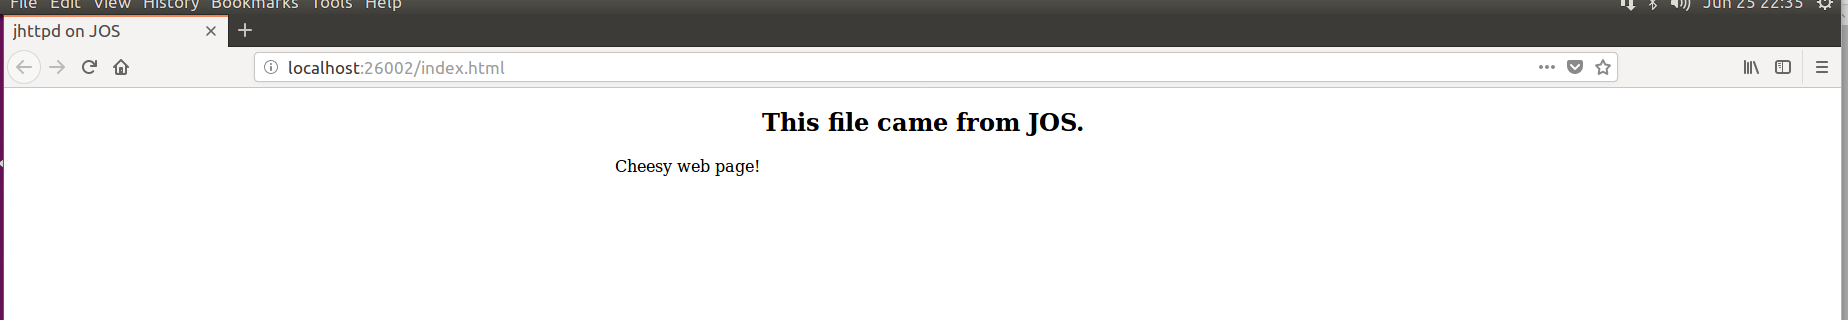 File Edit View History Bookmarks Tools Help
Jun 25 22:35
jhttpd on JOS
localhost:26002/index.html
This file came from JOS.
Cheesy web page!